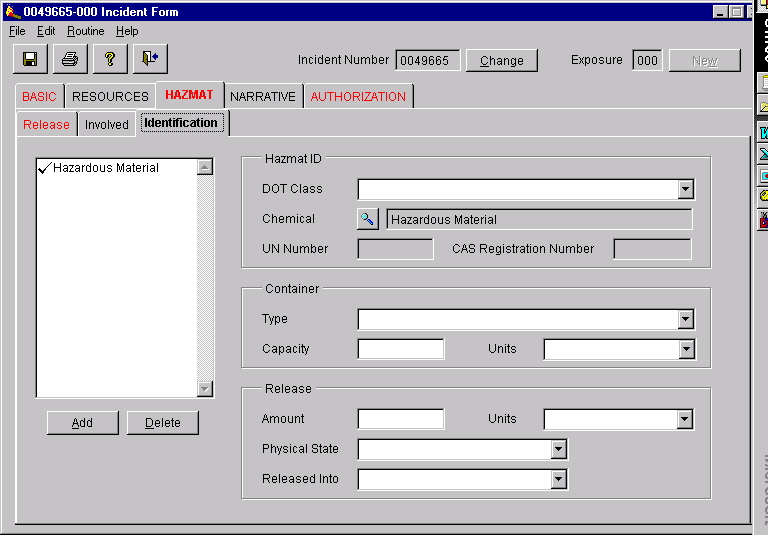 0049665-000 Incident Form
File Edit Routine Help
Incident Number 0049665 Change Exposure 000 New
BASIC RESOURCES HAZMAT NARRATIVE AUTHORIZATION
Release Involved Identification
Hazardous Material
Add Delete
Hazmat ID
DOT Class
Chemical Hazardous Material
UN Number CAS Registration Number
Container
Type
Capacity Units
Release
Amount Units
Physical State
Released Into